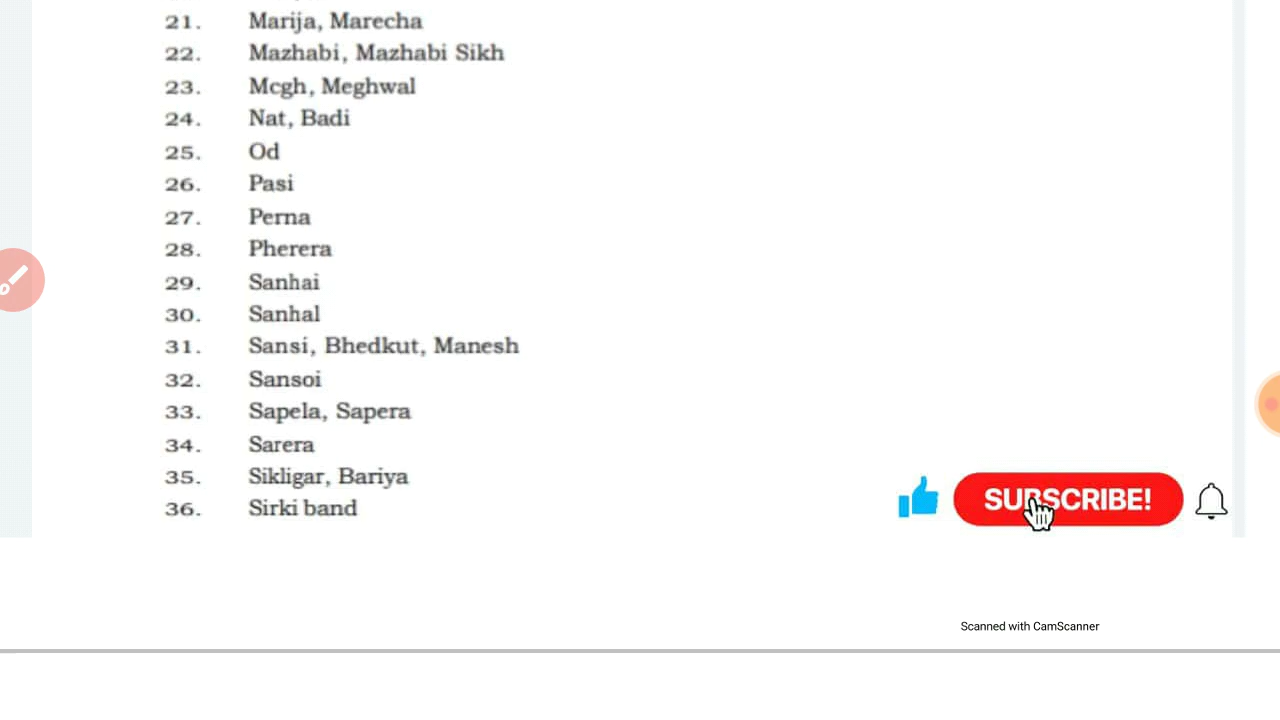 21. Marija, Marecha
22. Mazhabi, Mazhabi Sikh
23. Mcgh, Meghwal
24. Nat, Badi
25. Od
26. Pasi
27. Perna
28. Pherera
29. Sanhai
30. Sanhal
31. Sansi, Bhedkut, Manesh
32. Sansoi
33. Sapela, Sapera
34. Sarera
35. Sikligar, Bariya
36. Sirki band
SUBSCRIBE!
Scanned with CamScanner